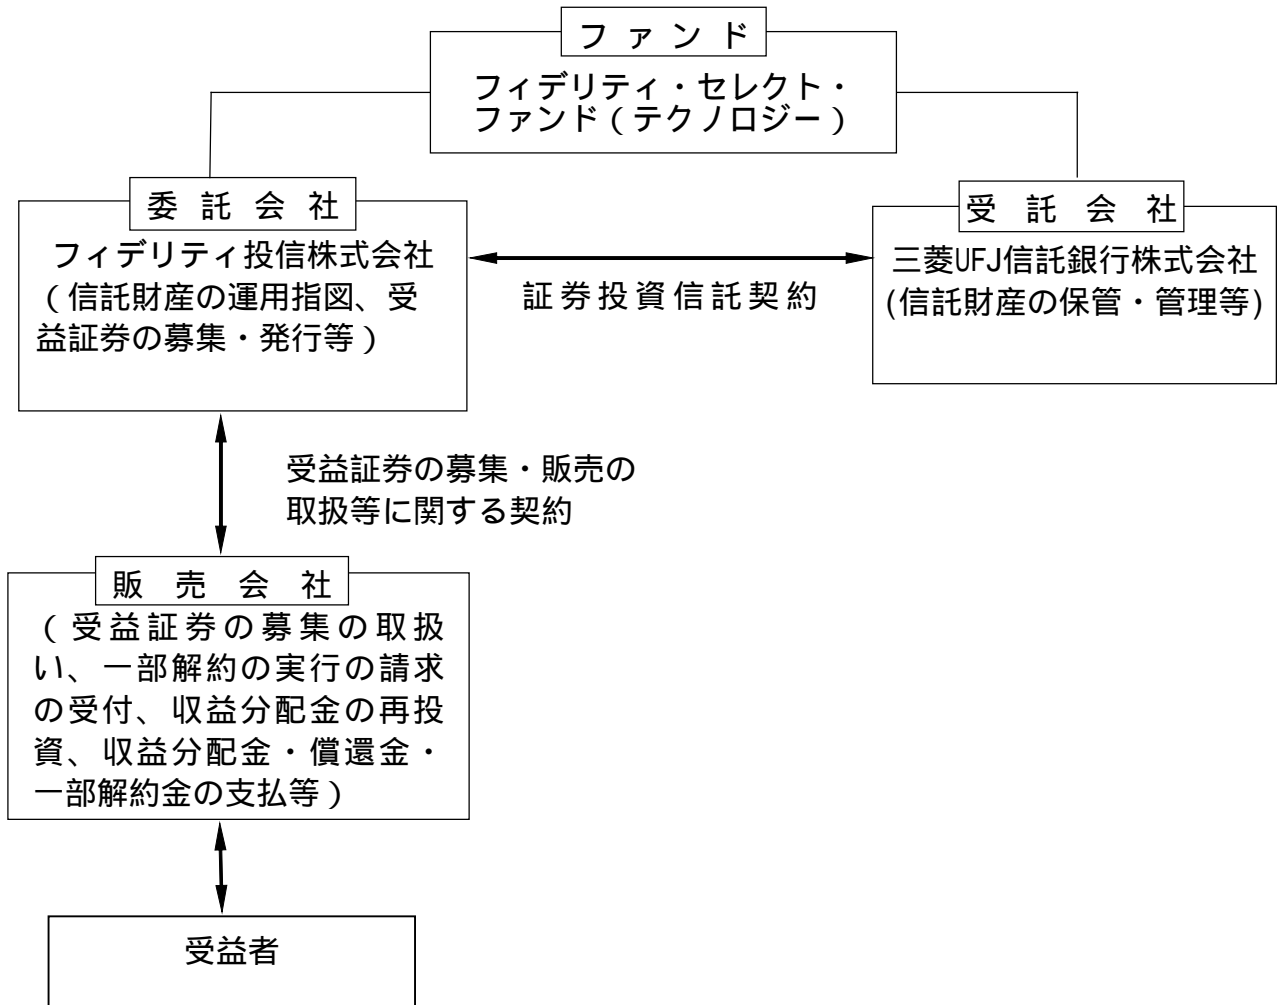 ファンド
フィデリティ・セレクト・
ファンド（テクノロジー）
委託会社
フィデリティ投信株式会社
（信託財産の運用指図、受
益証券の募集・発行等）
証券投資信託契約
受託会社
三菱UFJ信託銀行株式会社
(信託財産の保管・管理等)
受益証券の募集・販売の
取扱等に関する契約
販売会社
（受益証券の募集の取扱
い、一部解約の実行の請求
の受付、収益分配金の再投
資、収益分配金・償還金・
一部解約金の支払等）
受益者